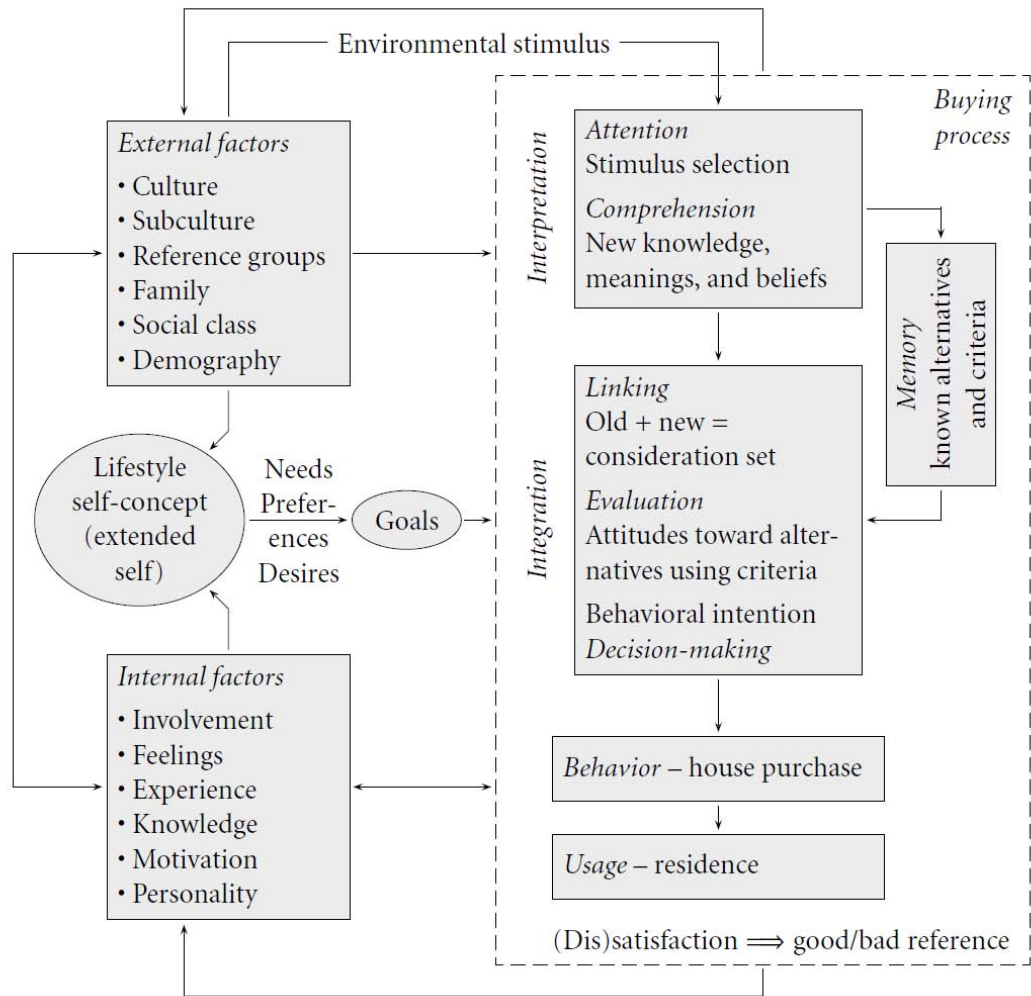 Environmental stimulus
External factors
• Culture
• Subculture
• Reference groups
• Family
• Social class
• Demography
Lifestyle
self-concept
(extended
self)
Needs
Prefer-
ences
Desires
Goals
Internal factors
• Involvement
• Feelings
• Experience
• Knowledge
• Motivation
• Personality
Buying
process
Interpretation
Attention
Stimulus selection
Comprehension
New knowledge,
meanings, and beliefs
Memory
known alternatives
and criteria
Integration
Linking
Old + new =
consideration set
Evaluation
Attitudes toward alter-
natives using criteria
Behavioral intention
Decision-making
Behavior – house purchase
Usage – residence
(Dis)satisfaction ⟹ good/bad reference